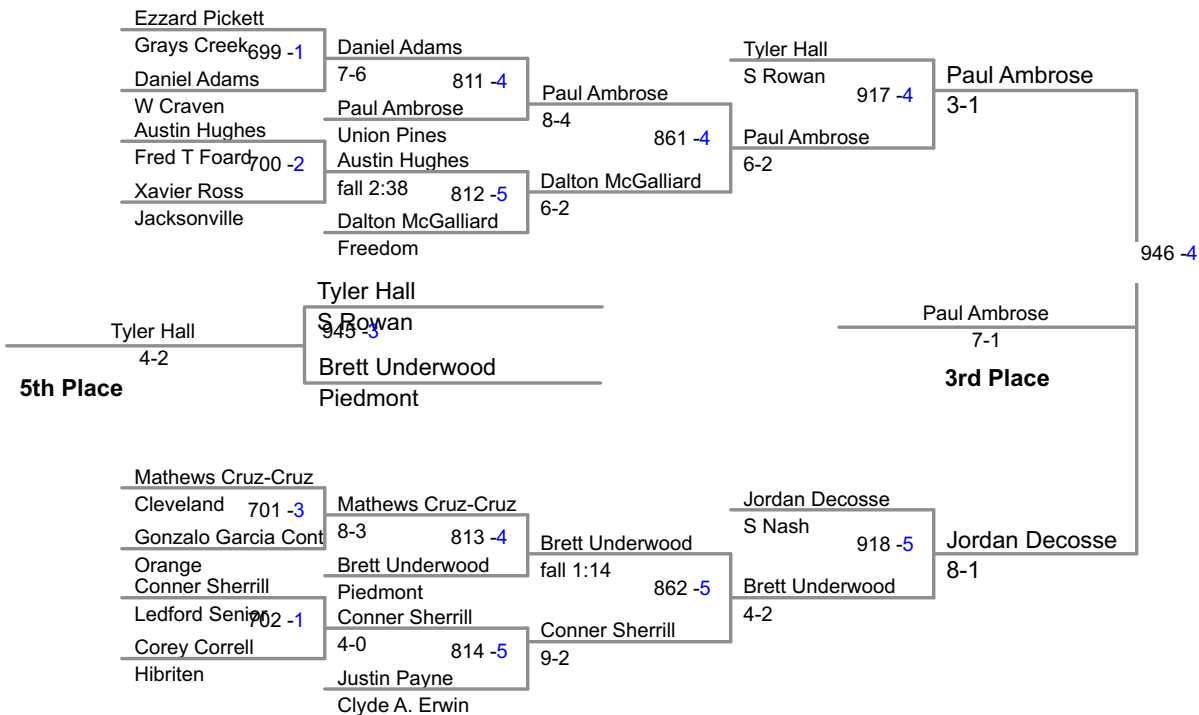 Ezzard Pickett
Grays Creek
699 -1
Daniel Adams
W Craven
Daniel Adams
7-6
811 -4
Paul Ambrose
Union Pines
Austin Hughes
Fred T Foard
700 -2
Xavier Ross
Jacksonville
Austin Hughes
fall 2:38
812 -5
Dalton McGalliard
Freedom
Paul Ambrose
8-4
861 -4
Dalton McGalliard
6-2
Tyler Hall
S Rowan
917 -4
Paul Ambrose
6-2
Paul Ambrose
3-1
946 -4
Tyler Hall
S Rowan
945 -3
Brett Underwood
Piedmont
Tyler Hall
4-2
5th Place
Paul Ambrose
7-1
3rd Place
Mathews Cruz-Cruz
Cleveland
701 -3
Gonzalo Garcia Cont
Orange
Mathews Cruz-Cruz
8-3
813 -4
Brett Underwood
Piedmont
Conner Sherrill
Ledford Senior
702 -1
Corey Correll
Hibriten
Conner Sherrill
4-0
814 -5
Justin Payne
Clyde A. Erwin
Brett Underwood
fall 1:14
862 -5
Conner Sherrill
9-2
Jordan Decosse
S Nash
918 -5
Brett Underwood
4-2
Jordan Decosse
8-1